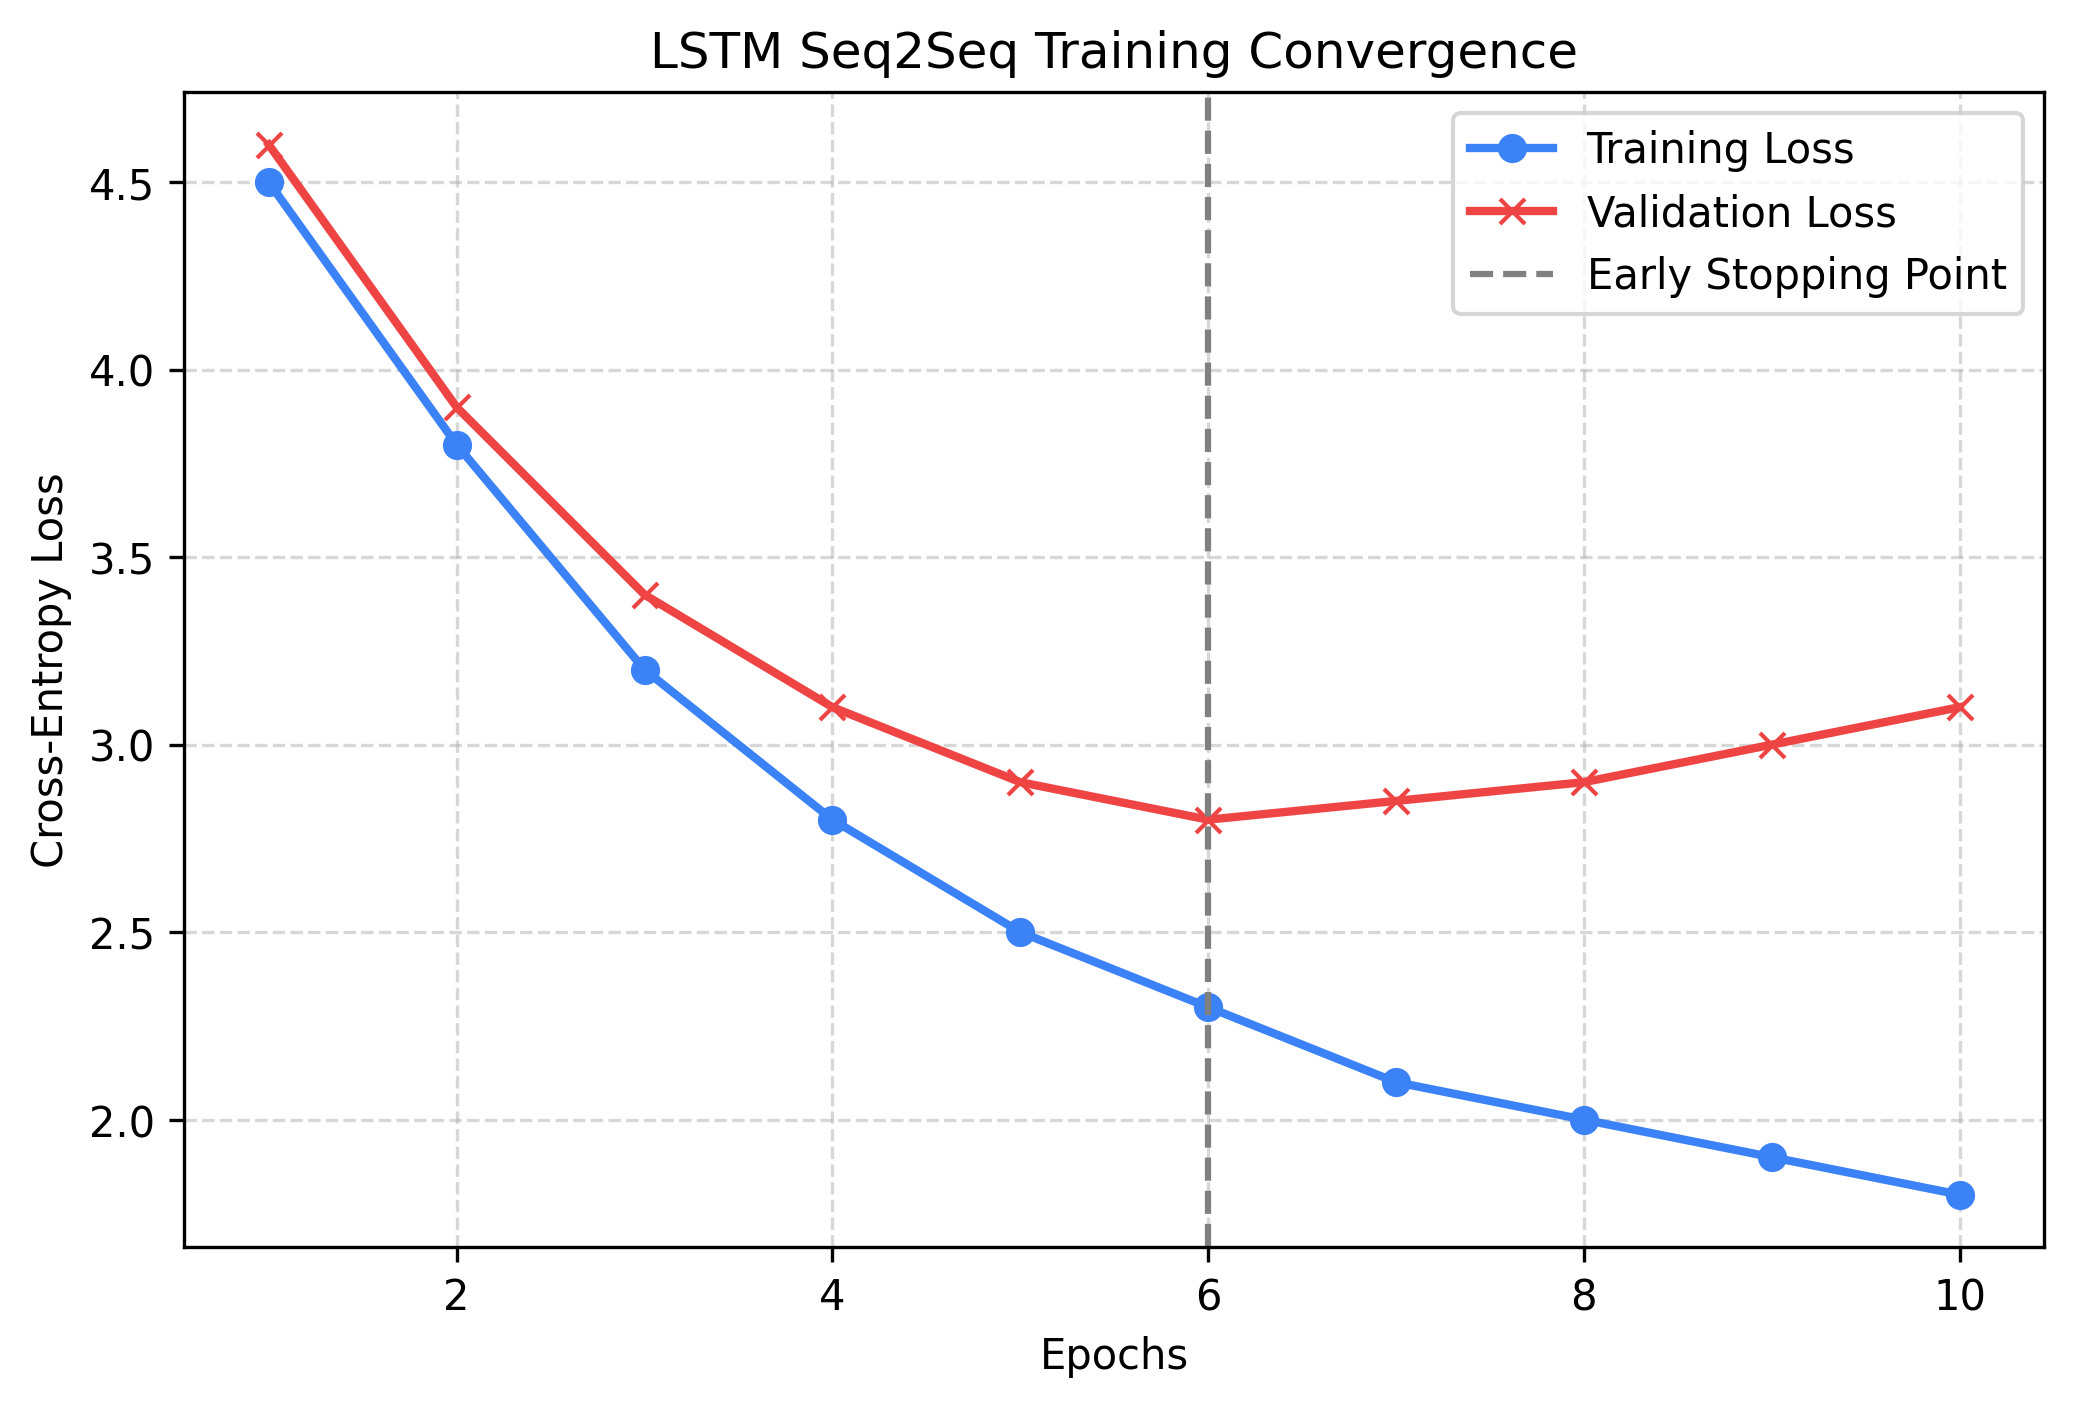 LSTM Seq2Seq Training Convergence
Training Loss
Validation Loss
Early Stopping Point
Cross-Entropy Loss
4.5
4.0
3.5
3.0
2.5
2.0
2 4 6 8 10
Epochs